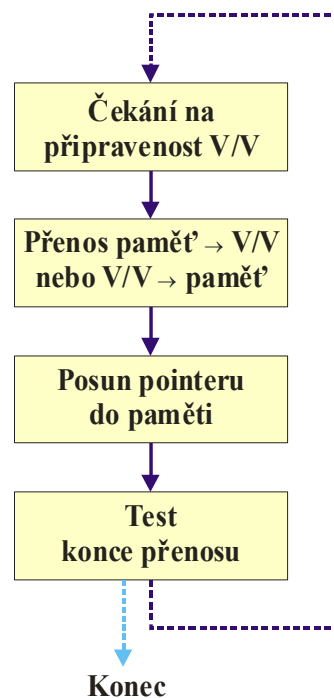 Čekání na
připravenost V/V
Přenos paměť → V/V
nebo V/V → paměť
Posun pointeru
do paměti
Test
konce přenosu
Konec